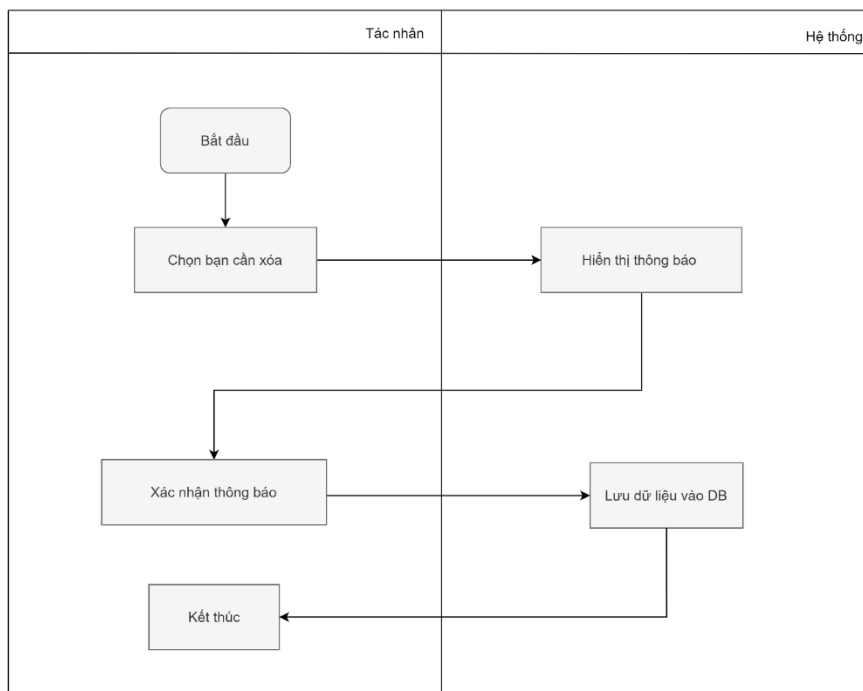 Tác nhân
Hệ thống
Bắt đầu
Chọn bạn cần xóa
Hiển thị thông báo
Xác nhận thông báo
Lưu dữ liệu vào DB
Kết thúc